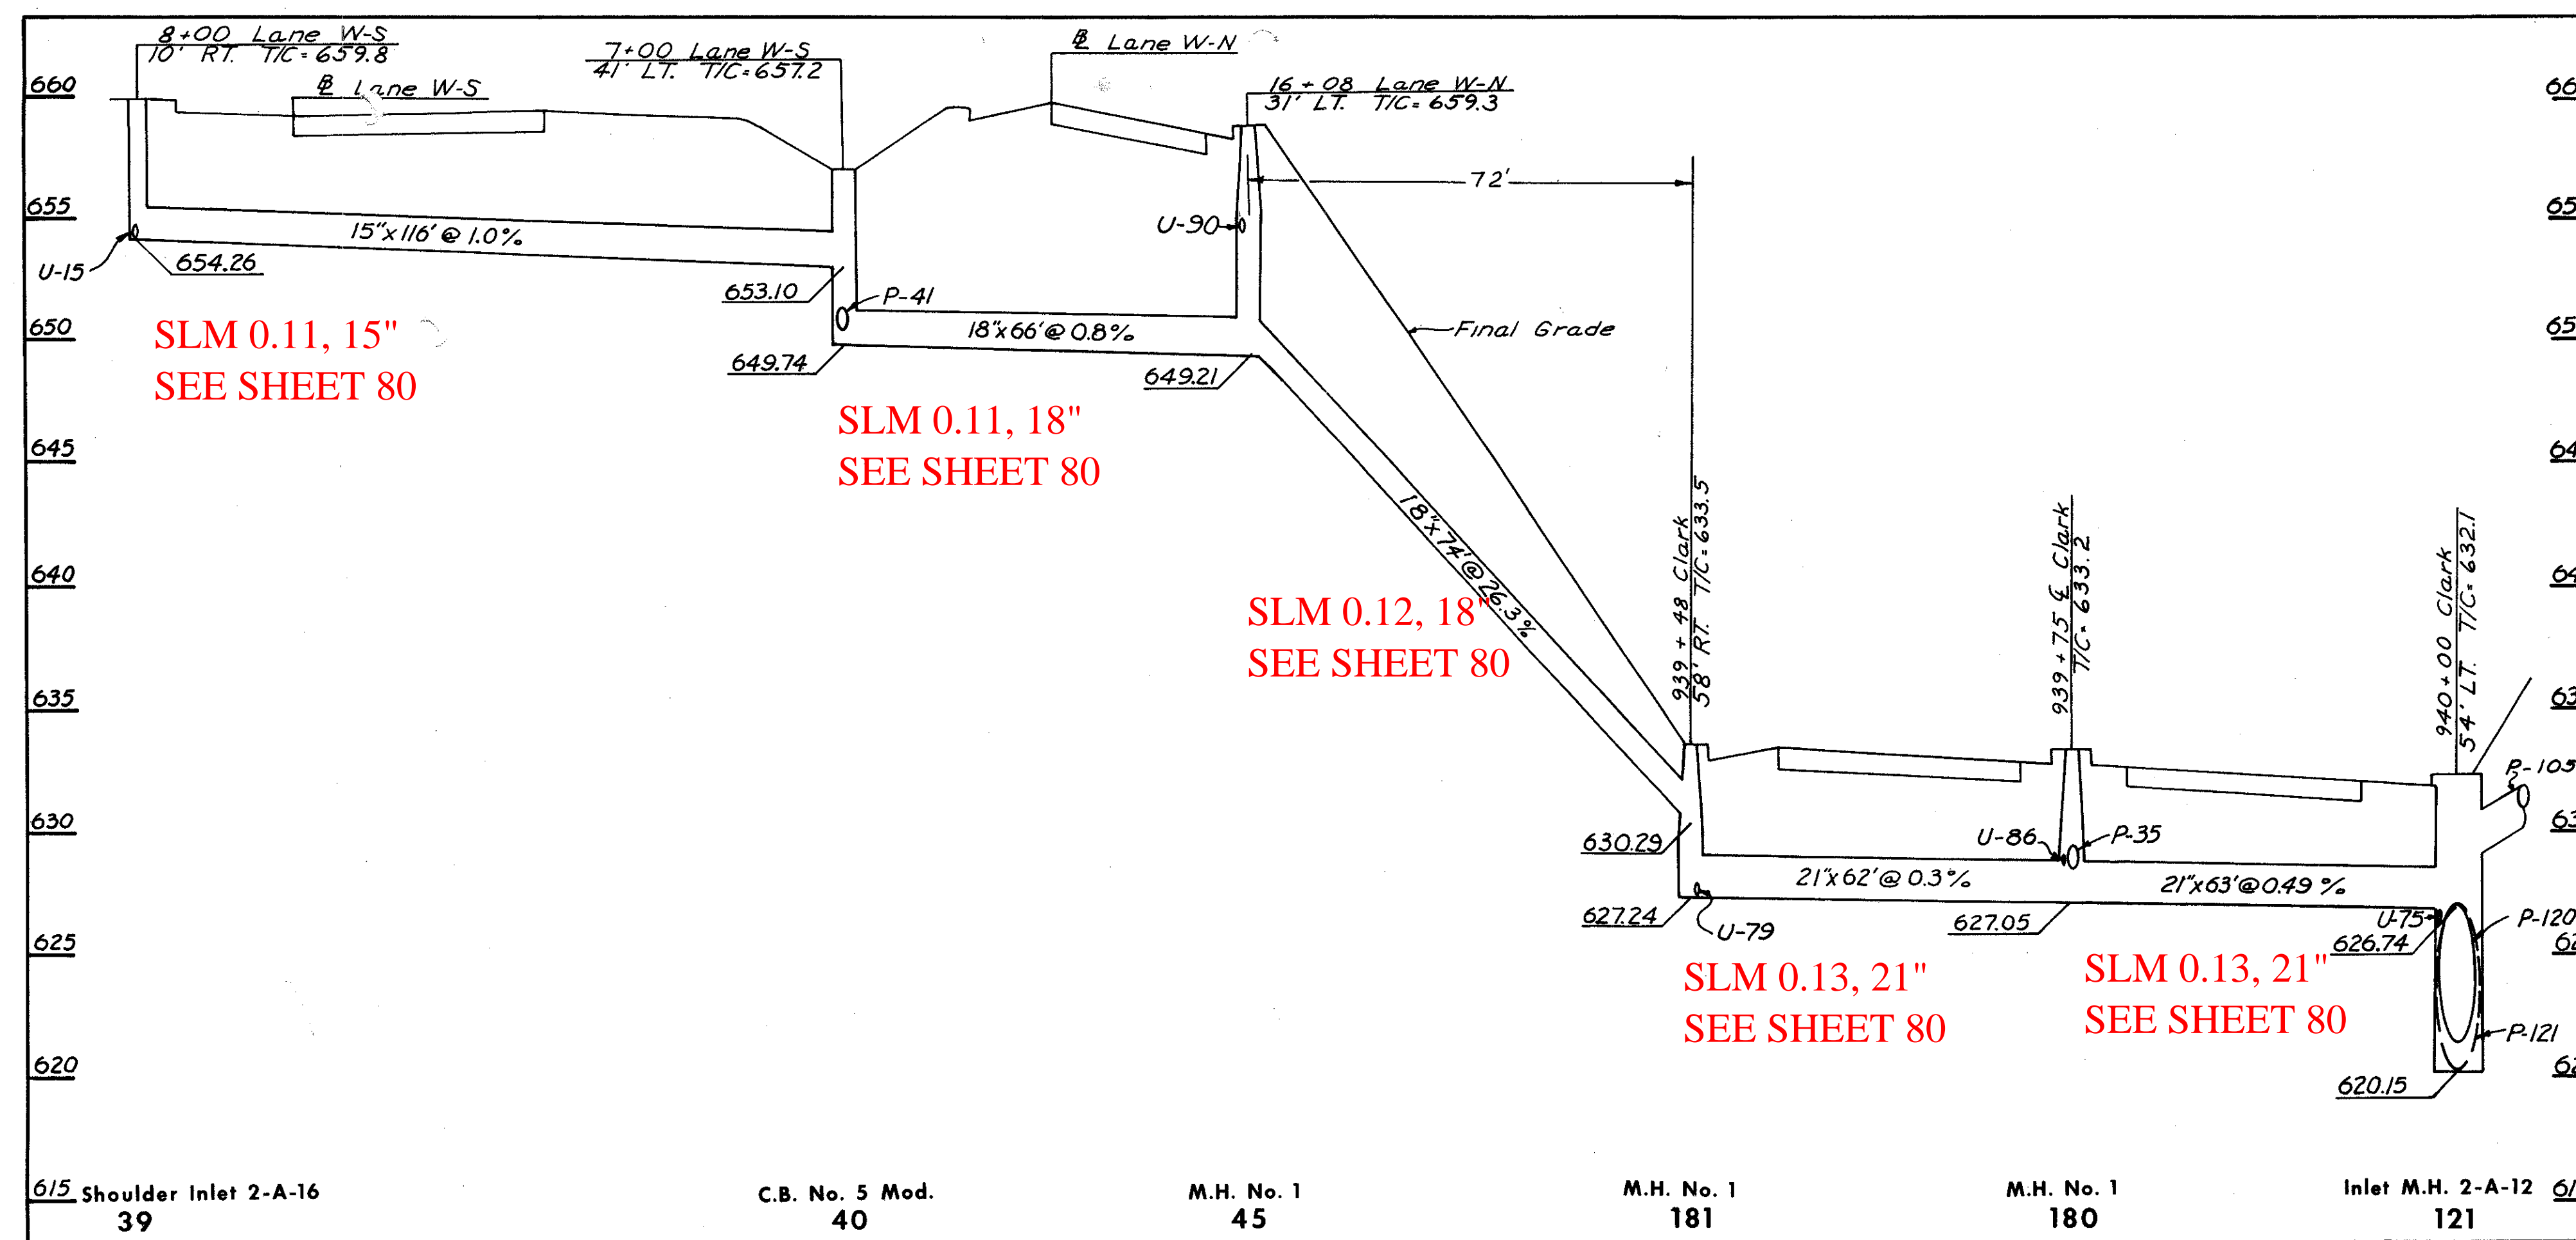 8+00 Lane W-S
10' RT. T/C=659.8
℄ Lane W-S
7+00 Lane W-S
41' LT. T/C=657.2
℄ Lane W-N
16+08 Lane W-N
31' LT. T/C=659.3
660
655
650
645
640
635
630
625
620
615
72'
U-90
15"x116' @ 1.0%
U-15
654.26
653.10
P-41
18"x66' @ 0.8%
649.74
649.21
Final Grade
SLM 0.11, 15"
SEE SHEET 80
SLM 0.11, 18"
SEE SHEET 80
18"x74' @ 26.3%
SLM 0.12, 18"
SEE SHEET 80
939+48 Clark
58' RT. T/C=633.5
939+75 ℄ Clark
T/C=633.2
940+00 Clark
54' LT. T/C=632.1
P-105
630.29
U-86
P-35
21"x62' @ 0.3%
21"x63' @ 0.49%
627.24
U-79
627.05
U-75
626.74
P-120
SLM 0.13, 21"
SEE SHEET 80
SLM 0.13, 21"
SEE SHEET 80
P-121
620.15
Shoulder Inlet 2-A-16
39
C.B. No. 5 Mod.
40
M.H. No. 1
45
M.H. No. 1
181
M.H. No. 1
180
Inlet M.H. 2-A-12
121